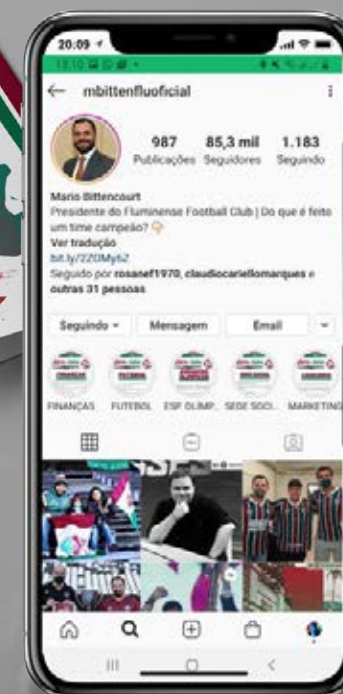 20:09
mbittenfluoficial
987
85,3 mil
1.183
Publicações
Seguidores
Seguindo
Mario Bittencourt
Presidente do Fluminense Football Club | Do que é feito
um time campeão?
Ver tradução
bit.ly/2ZOMy6Z
Seguido por rosanef1970, claudiocariellomarques e
outras 31 pessoas
Seguindo
Mensagem
Email
FINANÇAS
FUTEBOL
ESP OLÍMP..
SEDE SOCI..
MARKETING